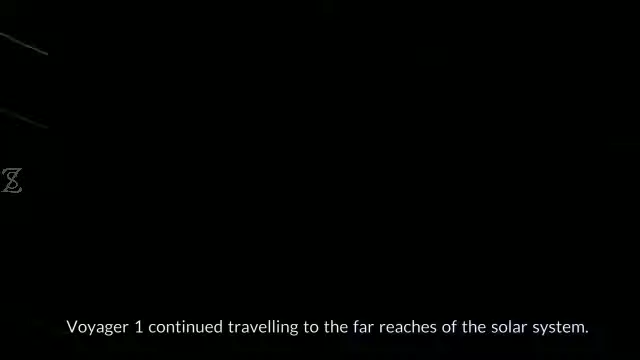 Voyager 1 continued travelling to the far reaches of the solar system.